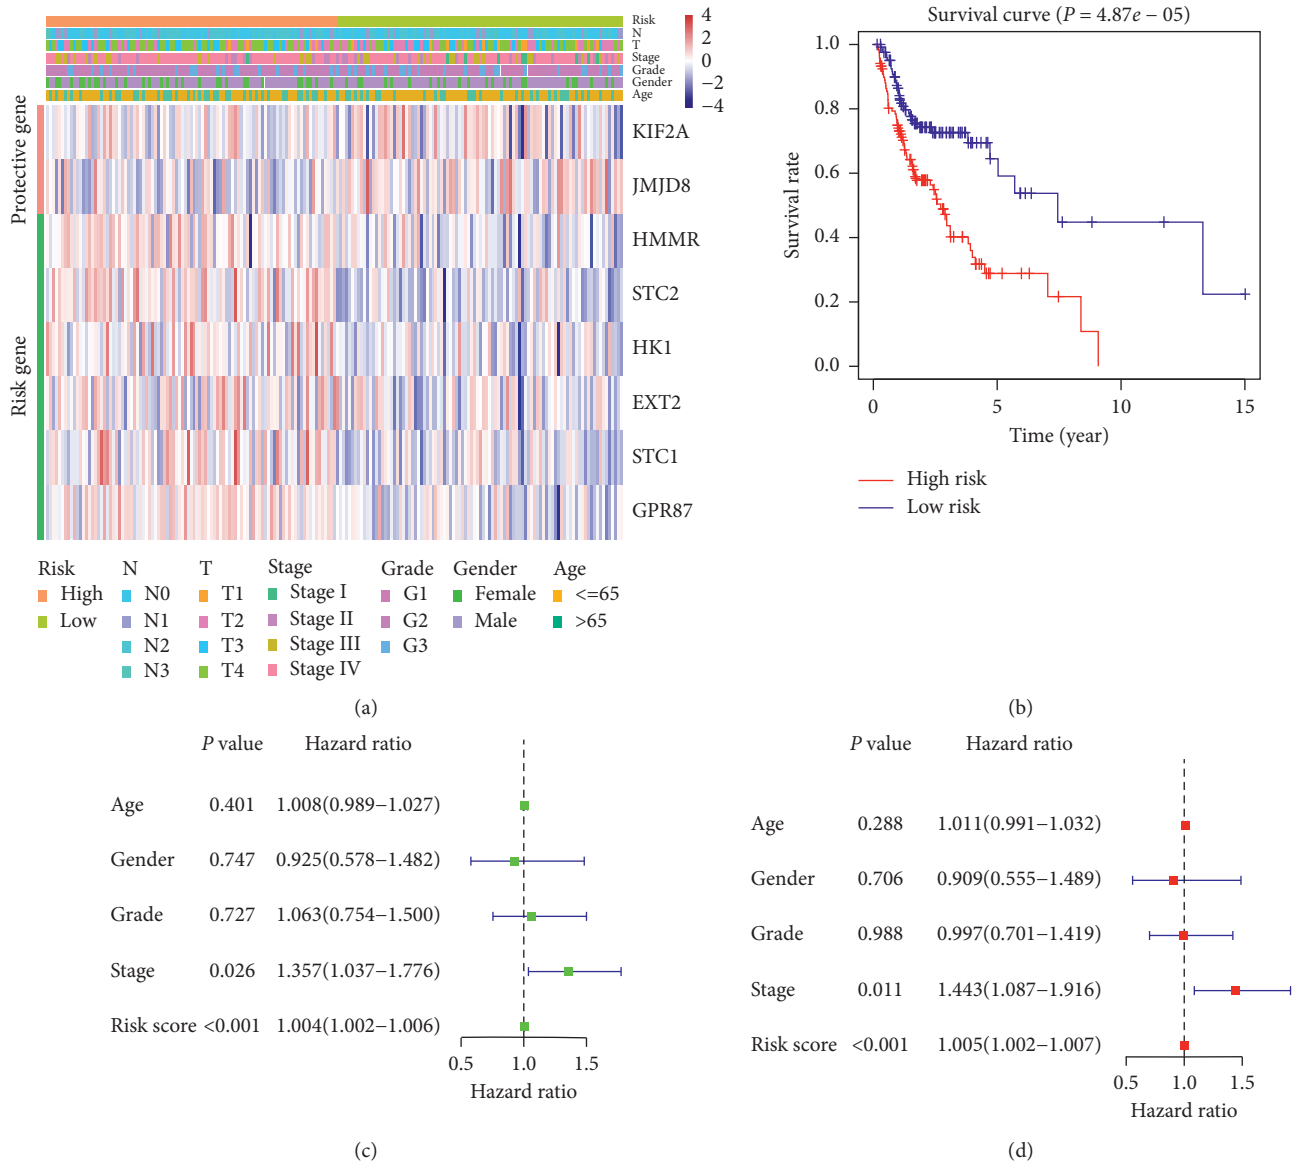 Risk
N
T
Stage
Grade
Gender
Age
4
2
0
−2
−4
Protective gene
Risk gene
KIF2A
JMJD8
HMMR
STC2
HK1
EXT2
STC1
GPR87
Risk
High
Low
N
N0
N1
N2
N3
T
T1
T2
T3
T4
Stage
Stage I
Stage II
Stage III
Stage IV
Grade
G1
G2
G3
Gender
Female
Male
Age
<=65
>65
(a)
Survival curve (P = 4.87e − 05)
Survival rate
1.0
0.8
0.6
0.4
0.2
0.0
0 5 10 15
Time (year)
High risk
Low risk
(b)
P value Hazard ratio
Age 0.401 1.008(0.989−1.027)
Gender 0.747 0.925(0.578−1.482)
Grade 0.727 1.063(0.754−1.500)
Stage 0.026 1.357(1.037−1.776)
Risk score <0.001 1.004(1.002−1.006)
0.5 1.0 1.5
Hazard ratio
(c)
P value Hazard ratio
Age 0.288 1.011(0.991−1.032)
Gender 0.706 0.909(0.555−1.489)
Grade 0.988 0.997(0.701−1.419)
Stage 0.011 1.443(1.087−1.916)
Risk score <0.001 1.005(1.002−1.007)
0.5 1.0 1.5
Hazard ratio
(d)